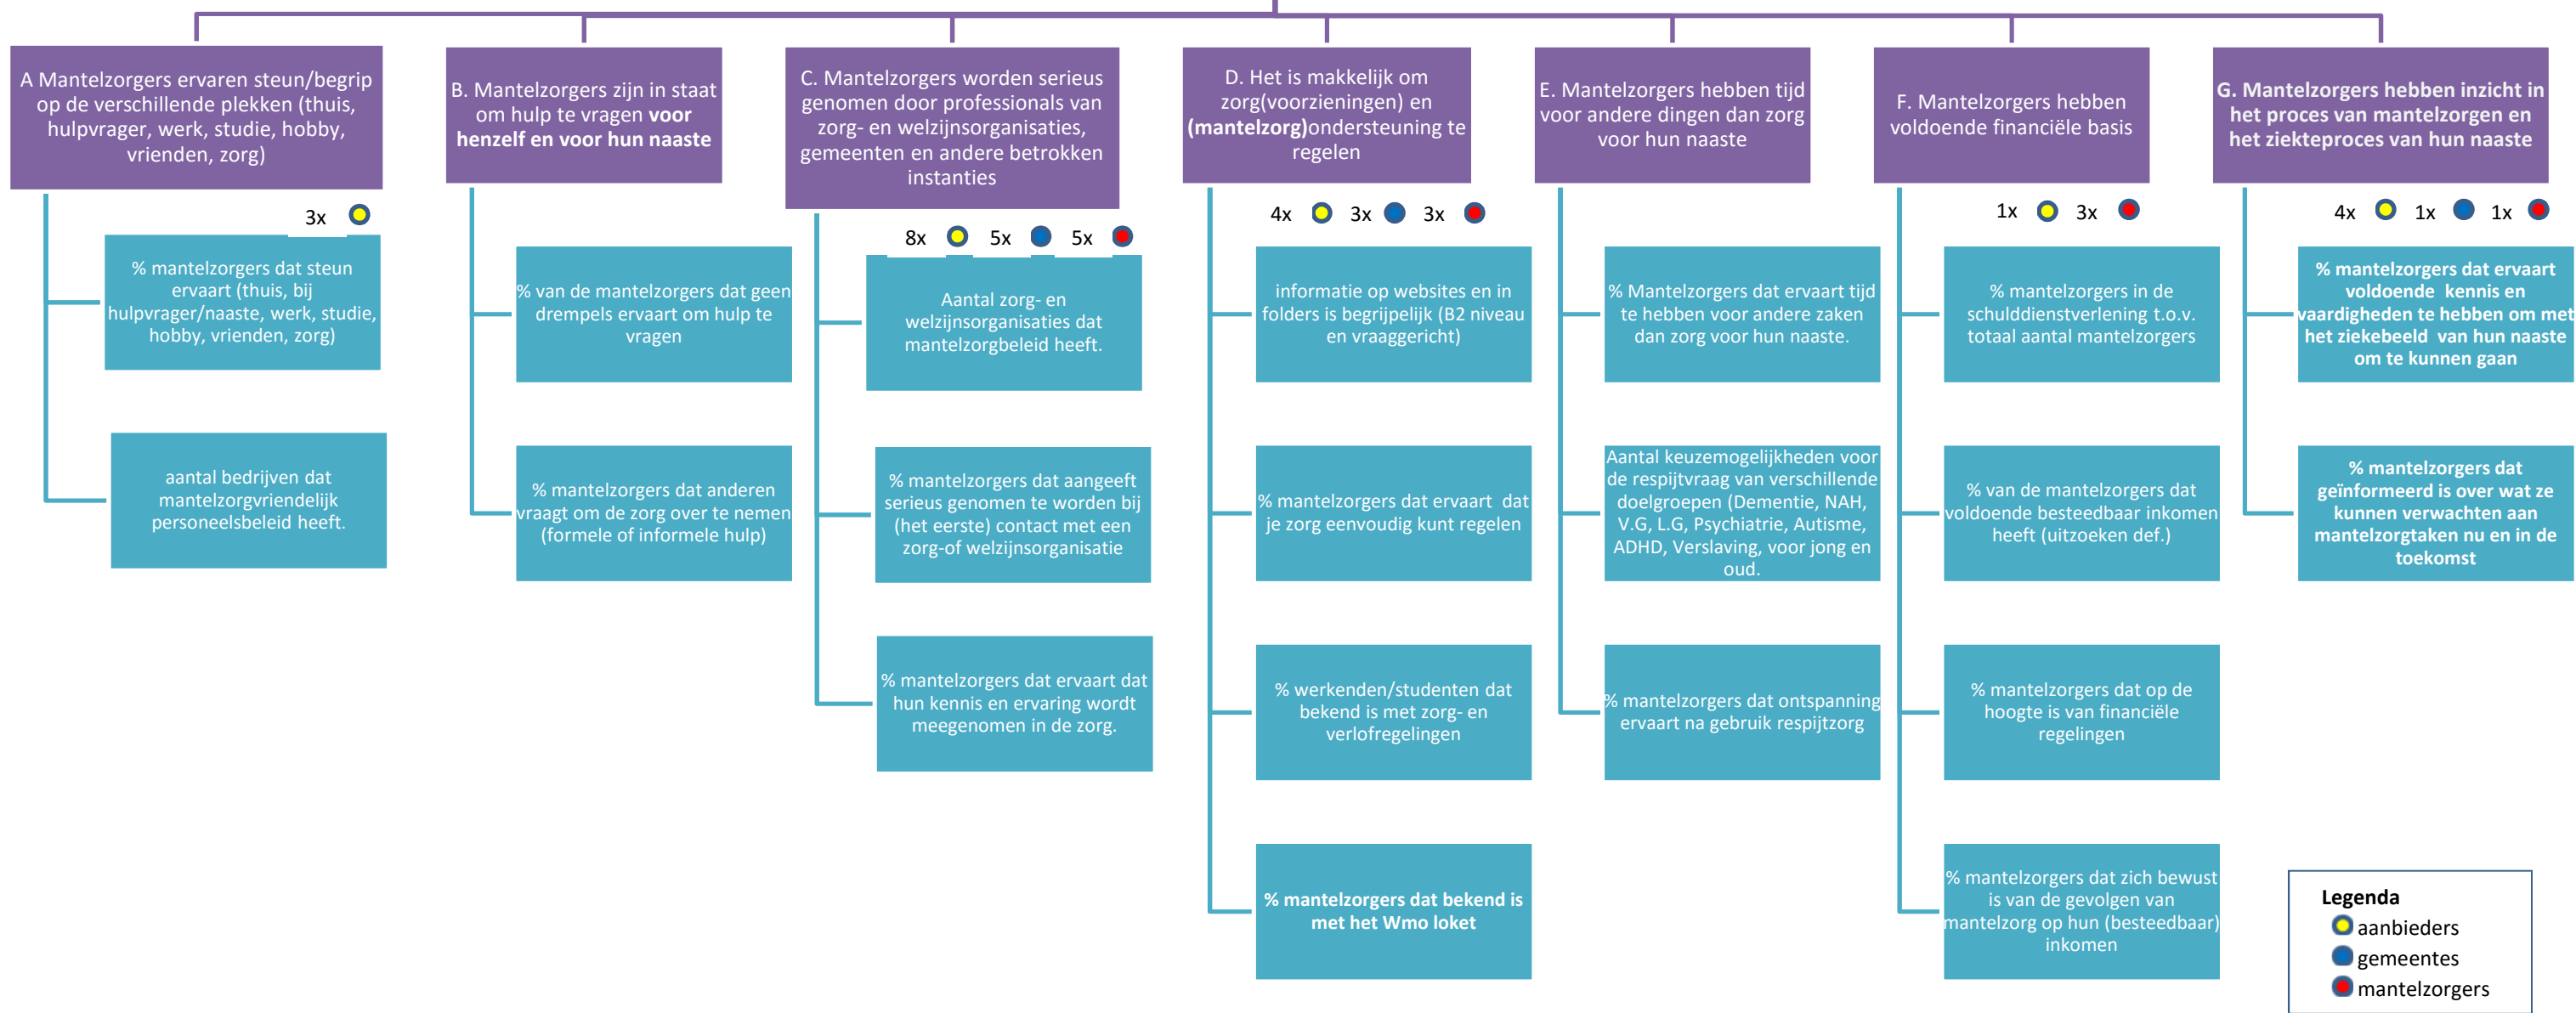 A Mantelzorgers ervaren steun/begrip
op de verschillende plekken (thuis,
hulpvrager, werk, studie, hobby,
vrienden, zorg)
3x
% mantelzorgers dat steun
ervaart (thuis, bij
hulpvrager/naaste, werk, studie,
hobby, vrienden, zorg)
aantal bedrijven dat
mantelzorgvriendelijk
personeelsbeleid heeft.
B. Mantelzorgers zijn in staat
om hulp te vragen voor
henzelf en voor hun naaste
% van de mantelzorgers dat geen
drempels ervaart om hulp te
vragen
% mantelzorgers dat anderen
vraagt om de zorg over te nemen
(formele of informele hulp)
C. Mantelzorgers worden serieus
genomen door professionals van
zorg- en welzijnsorganisaties,
gemeenten en andere betrokken
instanties
8x 5x 5x
Aantal zorg- en
welzijnsorganisaties dat
mantelzorgbeleid heeft.
% mantelzorgers dat aangeeft
serieus genomen te worden bij
(het eerste) contact met een
zorg-of welzijnsorganisatie
% mantelzorgers dat ervaart dat
hun kennis en ervaring wordt
meegenomen in de zorg.
D. Het is makkelijk om
zorg(voorzieningen) en
(mantelzorg)ondersteuning te
regelen
4x 3x 3x
informatie op websites en in
folders is begrijpelijk (B2 niveau
en vraaggericht)
% mantelzorgers dat ervaart dat
je zorg eenvoudig kunt regelen
% werkenden/studenten dat
bekend is met zorg- en
verlofregelingen
% mantelzorgers dat bekend is
met het Wmo loket
E. Mantelzorgers hebben tijd
voor andere dingen dan zorg
voor hun naaste
% Mantelzorgers dat ervaart tijd
te hebben voor andere zaken
dan zorg voor hun naaste.
Aantal keuzemogelijkheden voor
de respijtvraag van verschillende
doelgroepen (Dementie, NAH,
V.G, L.G, Psychiatrie, Autisme,
ADHD, Verslaving, voor jong en
oud.
% mantelzorgers dat ontspanning
ervaart na gebruik respijtzorg
F. Mantelzorgers hebben
voldoende financiële basis
1x 3x
% mantelzorgers in de
schulddienstverlening t.o.v.
totaal aantal mantelzorgers
% van de mantelzorgers dat
voldoende besteedbaar inkomen
heeft (uitzoeken def.)
% mantelzorgers dat op de
hoogte is van financiële
regelingen
% mantelzorgers dat zich bewust
is van de gevolgen van
mantelzorg op hun (besteedbaar)
inkomen
G. Mantelzorgers hebben inzicht in
het proces van mantelzorgen en
het ziekteproces van hun naaste
4x 1x 1x
% mantelzorgers dat ervaart
voldoende kennis en
vaardigheden te hebben om met
het ziekebeeld van hun naaste
om te kunnen gaan
% mantelzorgers dat
geïnformeerd is over wat ze
kunnen verwachten aan
mantelzorgtaken nu en in de
toekomst
Legenda
aanbieders
gemeentes
mantelzorgers